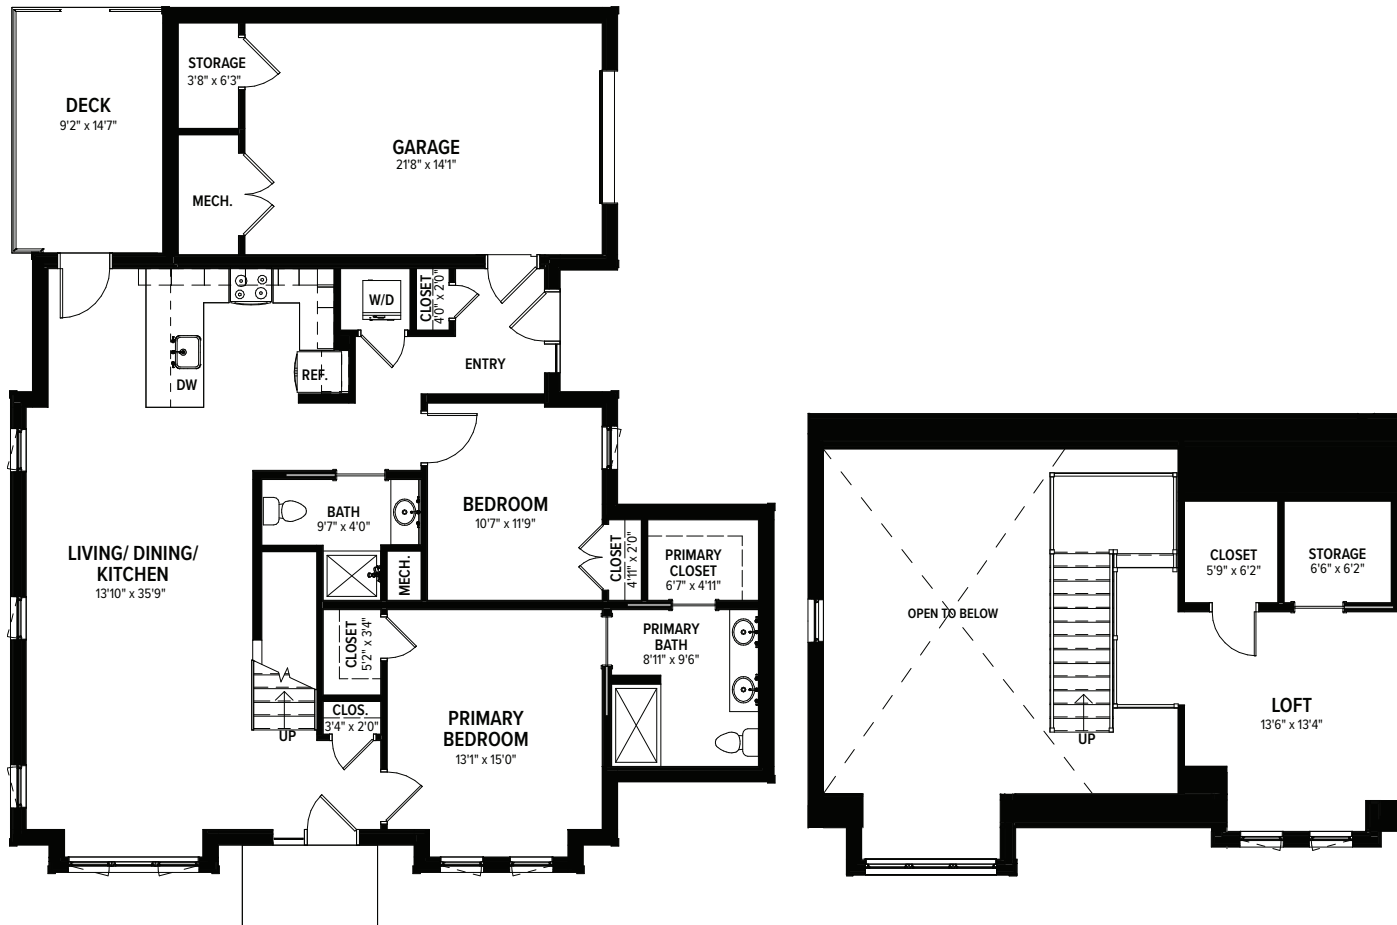 DECK
9'2" x 14'7"
STORAGE
3'8" x 6'3"
GARAGE
21'8" x 14'1"
MECH.
W/D
CLOSET
4'0" x 2'0"
ENTRY
REF.
DW
BEDROOM
10'7" x 11'9"
BATH
9'7" x 4'0"
MECH.
CLOSET
4'11" x 2'0"
PRIMARY
CLOSET
6'7" x 4'11"
LIVING/ DINING/
KITCHEN
13'10" x 35'9"
CLOSET
5'2" x 3'4"
PRIMARY
BATH
8'11" x 9'6"
CLOS.
3'4" x 2'0"
UP
PRIMARY
BEDROOM
13'1" x 15'0"
OPEN TO BELOW
CLOSET
5'9" x 6'2"
STORAGE
6'6" x 6'2"
UP
LOFT
13'6" x 13'4"